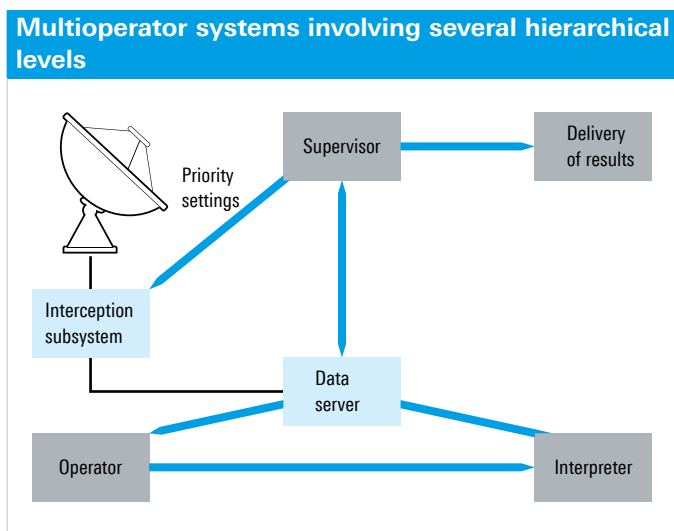 Multioperator systems involving several hierarchical
levels
Supervisor
Delivery
of results
Priority
settings
Interception
subsystem
Data
server
Operator
Interpreter